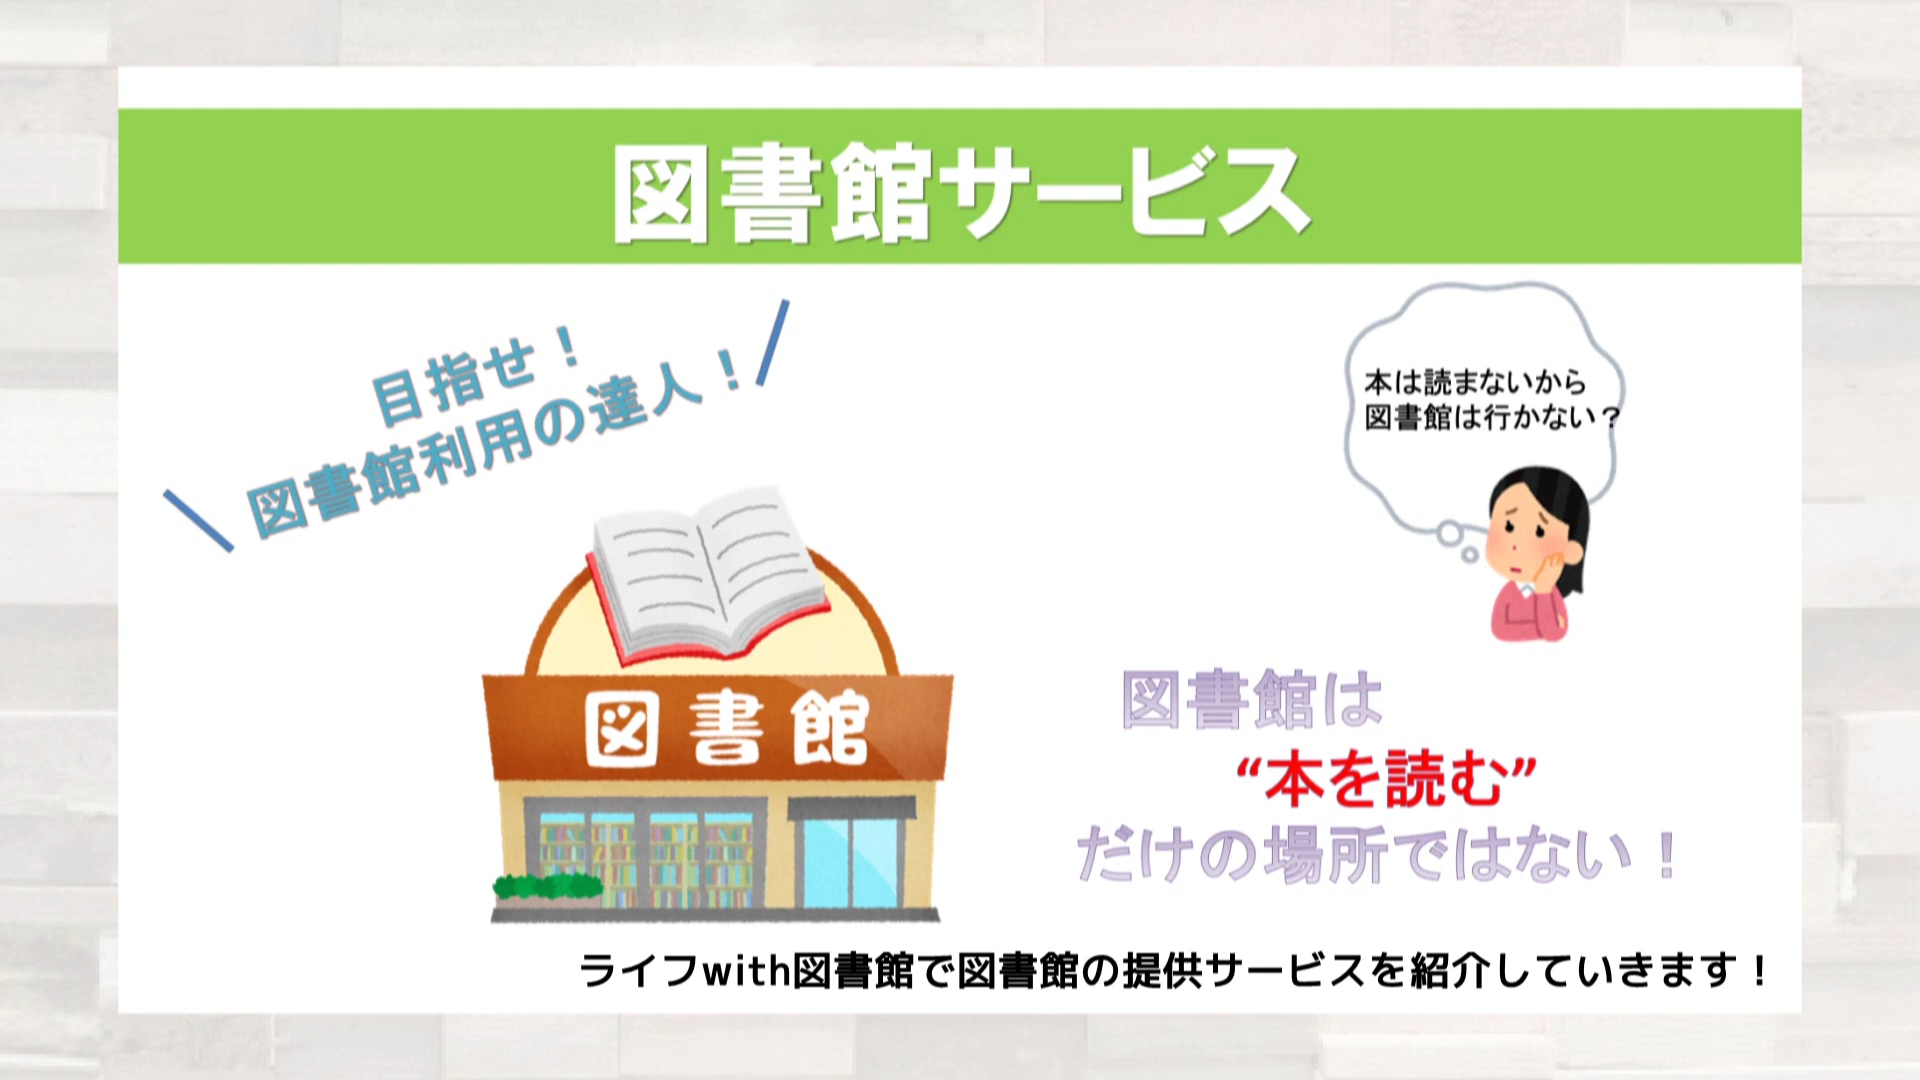 図書館サービス
目指せ！
図書館利用の達人！
本は読まないから
図書館は行かない？
図書館
図書館は
“本を読む”
だけの場所ではない！
ライフwith図書館で図書館の提供サービスを紹介していきます！